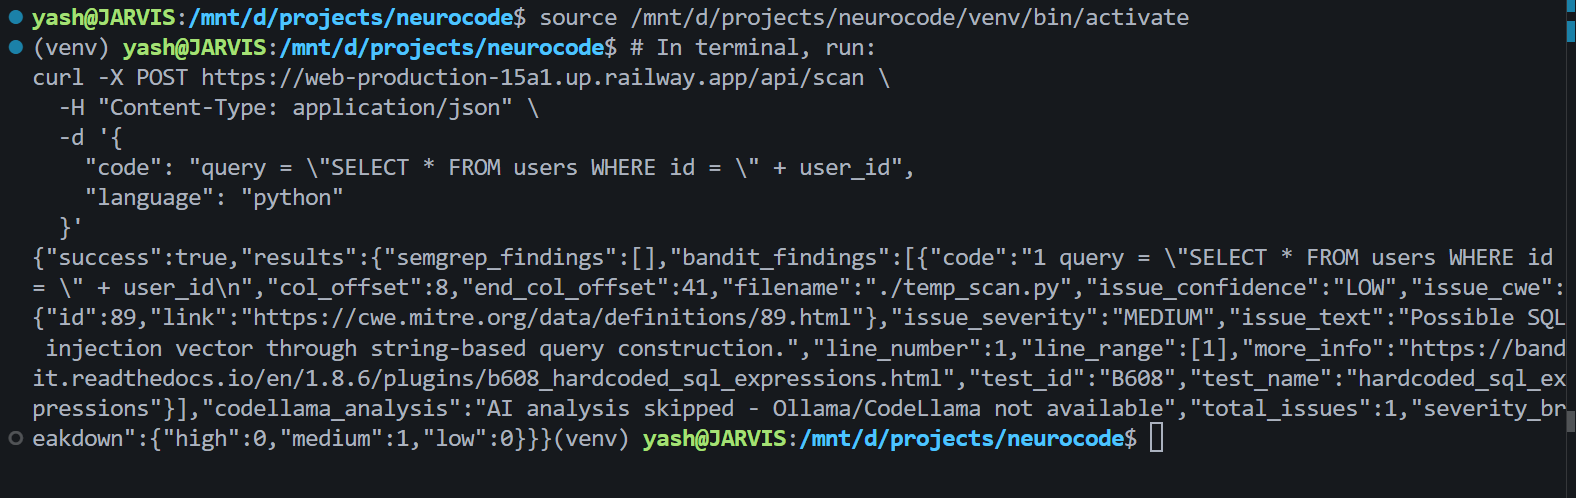 yash@JARVIS:/mnt/d/projects/neurocode$ source /mnt/d/projects/neurocode/venv/bin/activate
(venv) yash@JARVIS:/mnt/d/projects/neurocode$ # In terminal, run:
curl -X POST https://web-production-15a1.up.railway.app/api/scan \
  -H "Content-Type: application/json" \
  -d '{
    "code": "query = \"SELECT * FROM users WHERE id = \" + user_id",
    "language": "python"
  }'
{"success":true,"results":{"semgrep_findings":[],"bandit_findings":[{"code":"1 query = \"SELECT * FROM users WHERE id
= \" + user_id\n","col_offset":8,"end_col_offset":41,"filename":"./temp_scan.py","issue_confidence":"LOW","issue_cwe":
{"id":89,"link":"https://cwe.mitre.org/data/definitions/89.html"},"issue_severity":"MEDIUM","issue_text":"Possible SQL
 injection vector through string-based query construction.","line_number":1,"line_range":[1],"more_info":"https://band
it.readthedocs.io/en/1.8.6/plugins/b608_hardcoded_sql_expressions.html","test_id":"B608","test_name":"hardcoded_sql_ex
pressions"}],"codellama_analysis":"AI analysis skipped - Ollama/CodeLlama not available","total_issues":1,"severity_br
eakdown":{"high":0,"medium":1,"low":0}}}(venv) yash@JARVIS:/mnt/d/projects/neurocode$